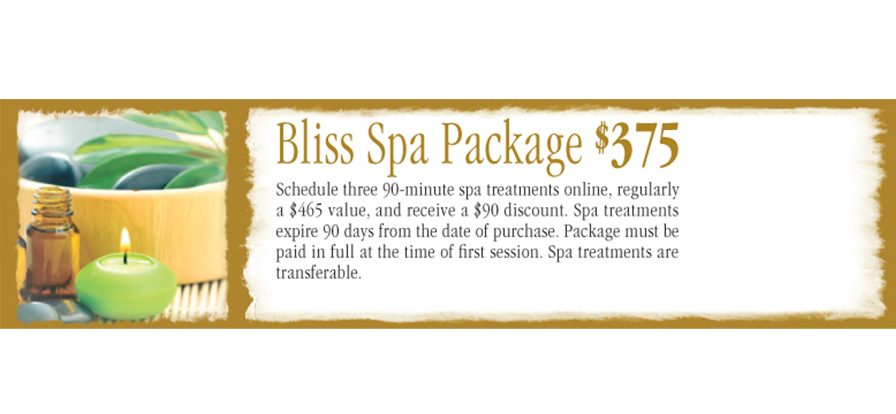 Bliss Spa Package $375
Schedule three 90-minute spa treatments online, regularly
a $465 value, and receive a $90 discount. Spa treatments
expire 90 days from the date of purchase. Package must be
paid in full at the time of first session. Spa treatments are
transferable.